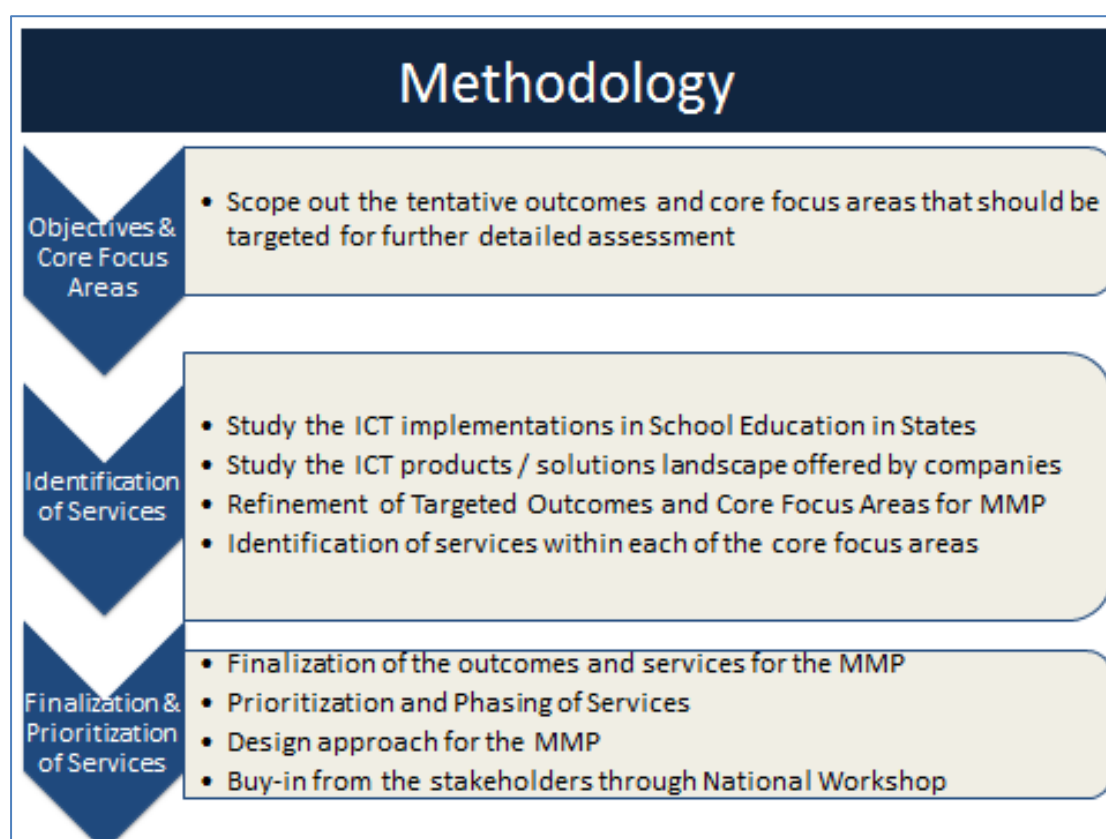 Methodology
Objectives &
Core Focus
Areas
• Scope out the tentative outcomes and core focus areas that should be
targeted for further detailed assessment
Identification
of Services
• Study the ICT implementations in School Education in States
• Study the ICT products / solutions landscape offered by companies
• Refinement of Targeted Outcomes and Core Focus Areas for MMP
• Identification of services within each of the core focus areas
Finalization &
Prioritization
of Services
• Finalization of the outcomes and services for the MMP
• Prioritization and Phasing of Services
• Design approach for the MMP
• Buy-in from the stakeholders through National Workshop